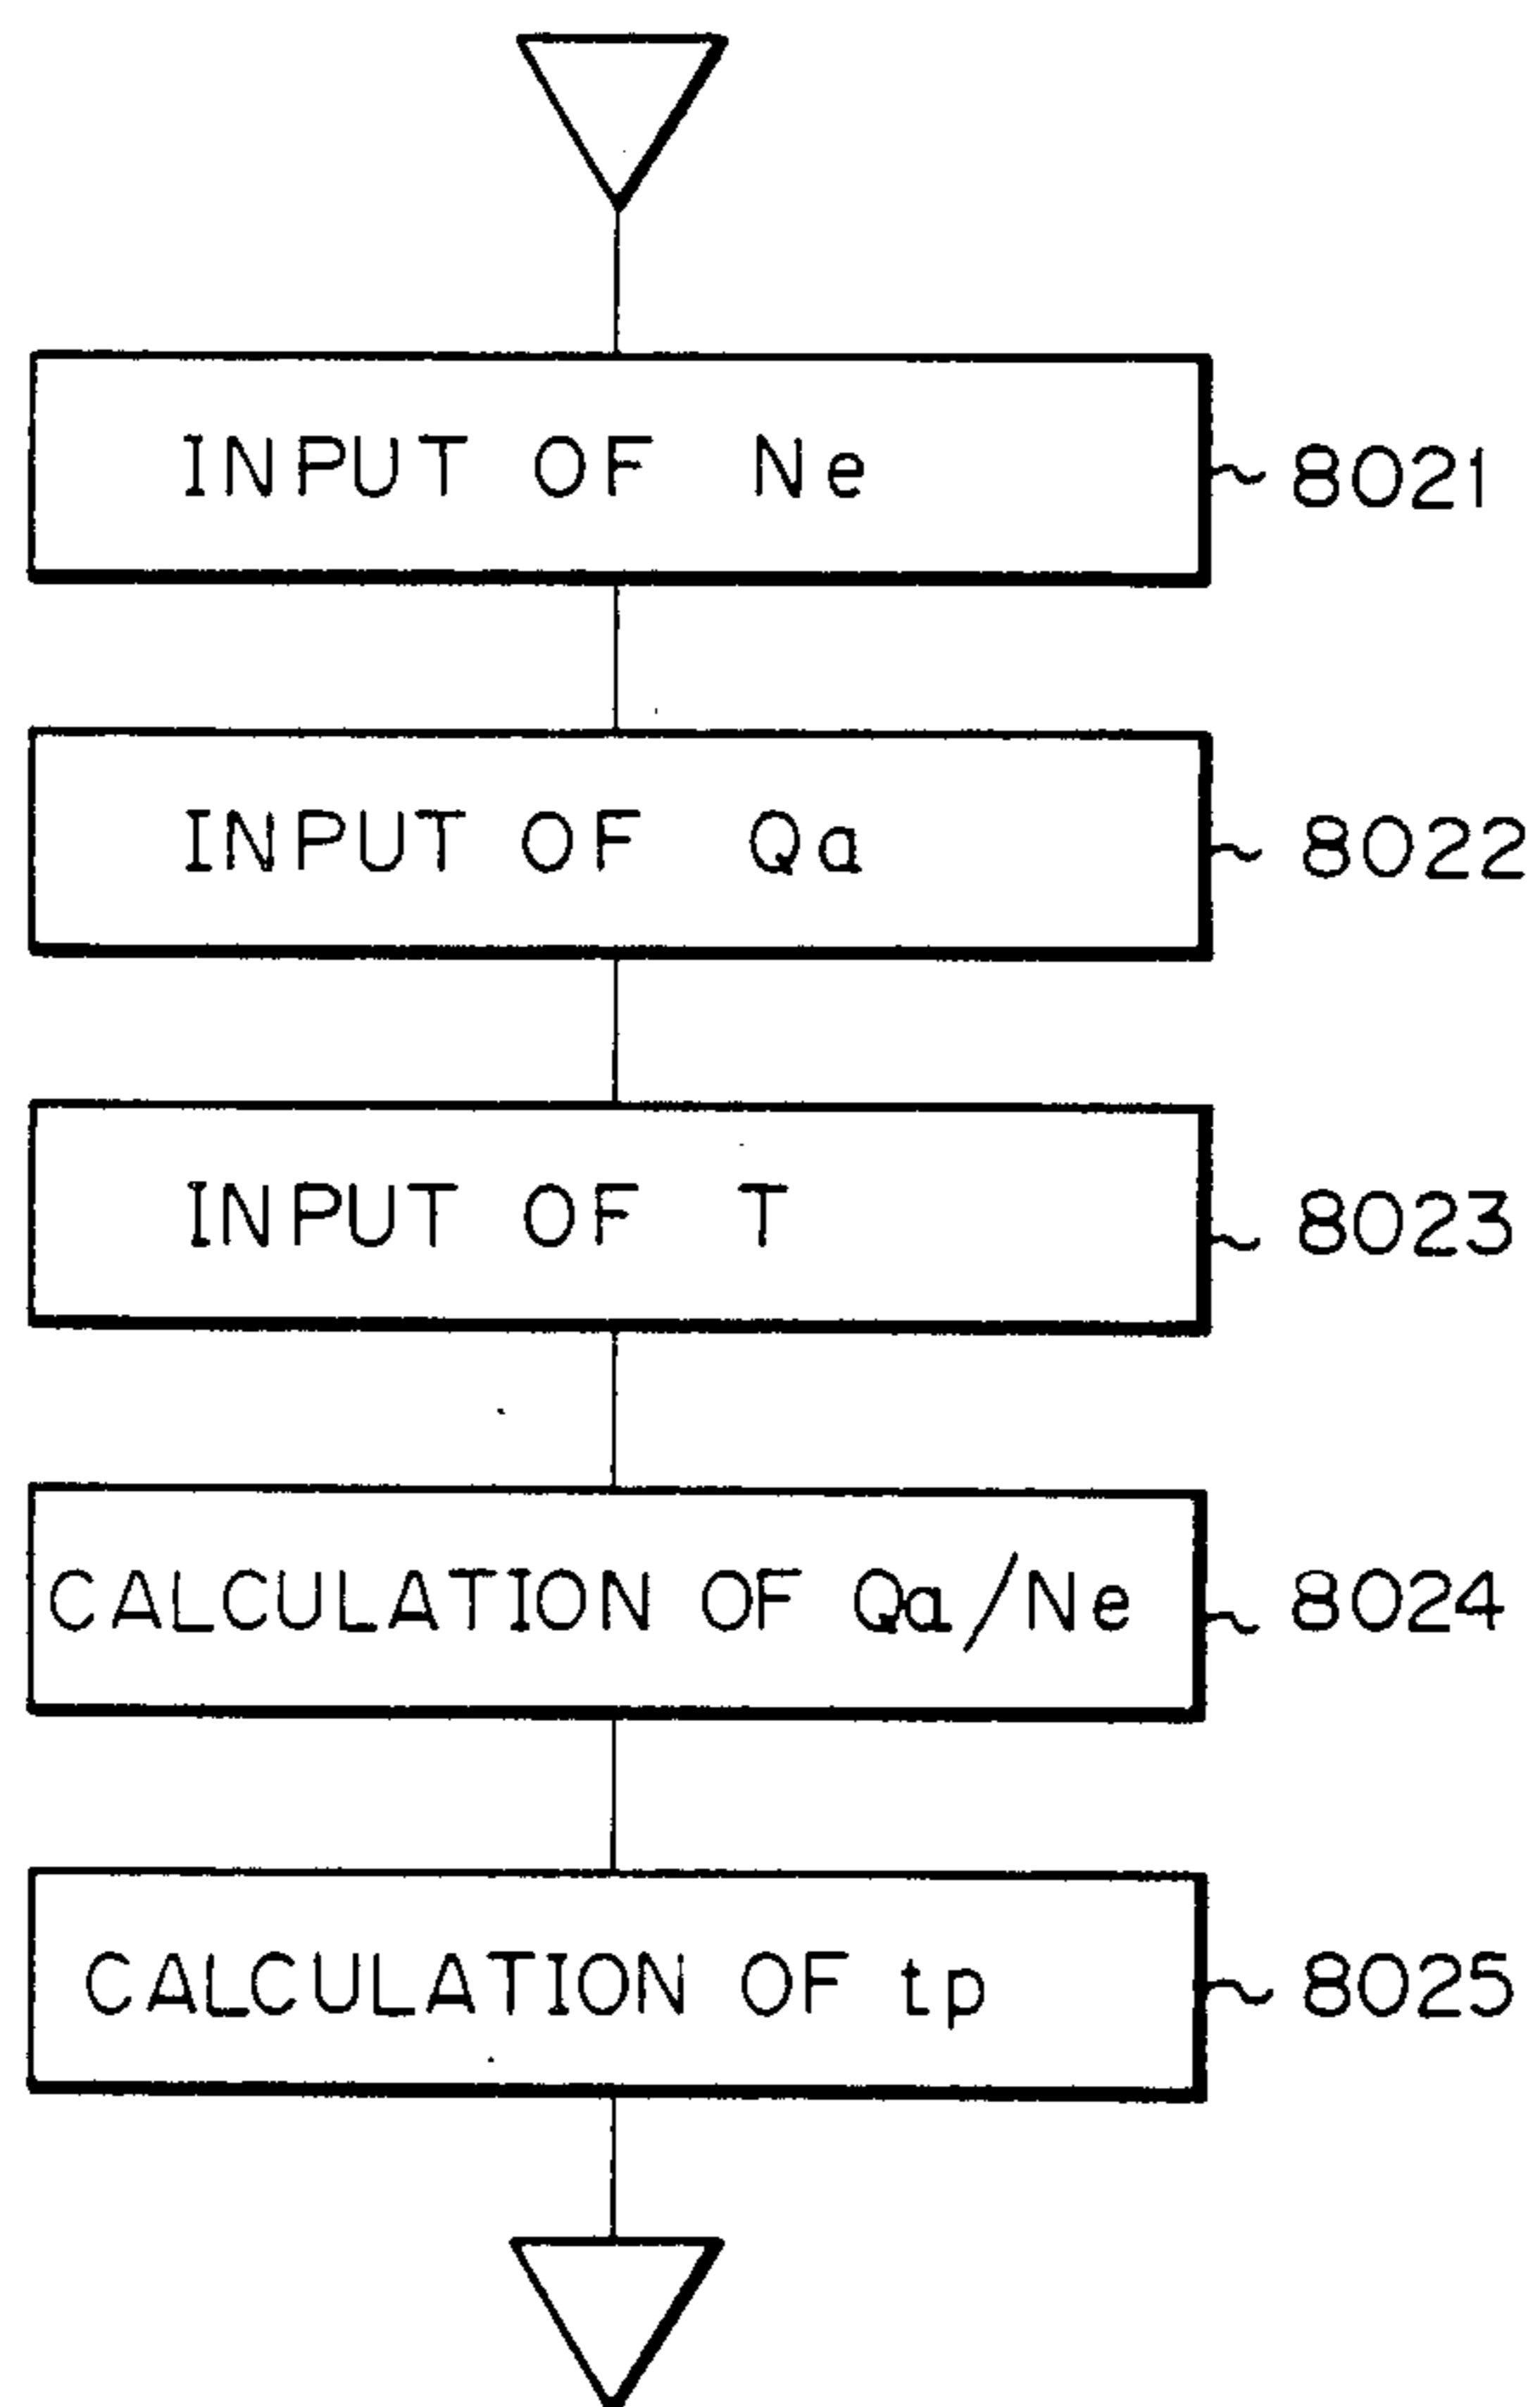 INPUT OF Ne
8021
INPUT OF Qa
8022
INPUT OF T
8023
CALCULATION OF Qa/Ne
8024
CALCULATION OF tp
8025